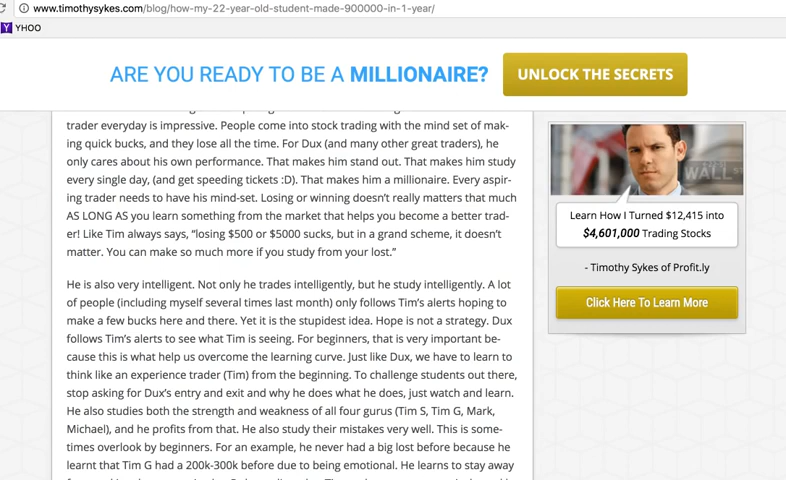 www.timothysykes.com/blog/how-my-22-year-old-student-made-900000-in-1-year/
YHOO
ARE YOU READY TO BE A MILLIONAIRE?
UNLOCK THE SECRETS
trader everyday is impressive. People come into stock trading with the mind set of mak-
ing quick bucks, and they lose all the time. For Dux (and many other great traders), he
only cares about his own performance. That makes him stand out. That makes him study
every single day, (and get speeding tickets :D). That makes him a millionaire. Every aspir-
ing trader needs to have his mind-set. Losing or winning doesn't really matters that much
AS LONG AS you learn something from the market that helps you become a better trad-
er! Like Tim always says, "losing $500 or $5000 sucks, but in a grand scheme, it doesn't
matter. You can make so much more if you study from your lost."
He is also very intelligent. Not only he trades intelligently, but he study intelligently. A lot
of people (including myself several times last month) only follows Tim's alerts hoping to
make a few bucks here and there. Yet it is the stupidest idea. Hope is not a strategy. Dux
follows Tim's alerts to see what Tim is seeing. For beginners, that is very important be-
cause this is what help us overcome the learning curve. Just like Dux, we have to learn to
think like an experience trader (Tim) from the beginning. To challenge students out there,
stop asking for Dux's entry and exit and why he does what he does, just watch and learn.
He also studies both the strength and weakness of all four gurus (Tim S, Tim G, Mark,
Michael), and he profits from that. He also study their mistakes very well. This is some-
times overlook by beginners. For an example, he never had a big lost before because he
learnt that Tim G had a 200k-300k before due to being emotional. He learns to stay away
WALL
Learn How I Turned $12,415 into
$4,601,000 Trading Stocks
- Timothy Sykes of Profit.ly
Click Here To Learn More